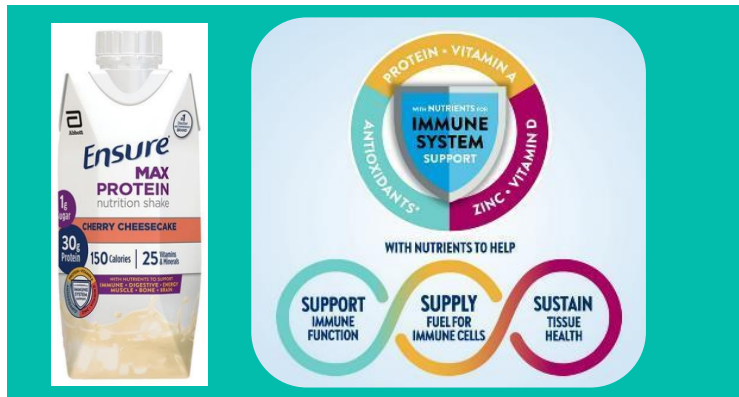 Abbott
Ensure
MAX
PROTEIN
nutrition shake
1g
Sugar
CHERRY CHEESECAKE
30g
Protein
150 Calories
25 Vitamins
& Minerals
WITH NUTRIENTS TO SUPPORT
IMMUNE • DIGESTIVE • ENERGY
MUSCLE • BONE • BRAIN
PROTEIN • VITAMIN A
ANTIOXIDANTS*
ZINC • VITAMIN D
WITH NUTRIENTS FOR
IMMUNE
SYSTEM
SUPPORT
WITH NUTRIENTS TO HELP
SUPPORT
IMMUNE
FUNCTION
SUPPLY
FUEL FOR
IMMUNE CELLS
SUSTAIN
TISSUE
HEALTH